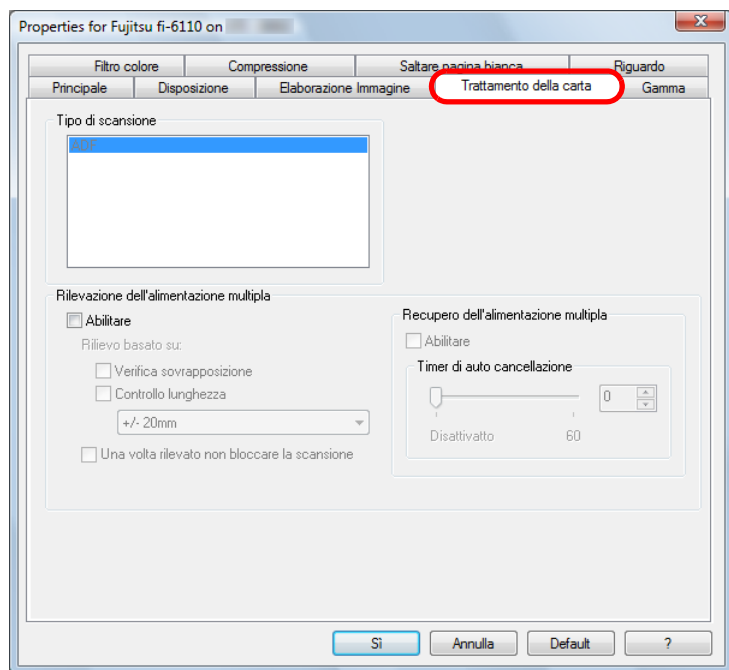 Properties for Fujitsu fi-6110 on
Filtro colore Compressione Saltare pagina bianca Riguardo
Principale Disposizione Elaborazione Immagine Trattamento della carta Gamma
Tipo di scansione
ADF
Rilevazione dell'alimentazione multipla
Abilitare
Rilievo basato su:
Verifica sovrapposizione
Controllo lunghezza
+/- 20mm
Una volta rilevato non bloccare la scansione
Recupero dell'alimentazione multipla
Abilitare
Timer di auto cancellazione
0
Disattivatto 60
Sì Annulla Default ?